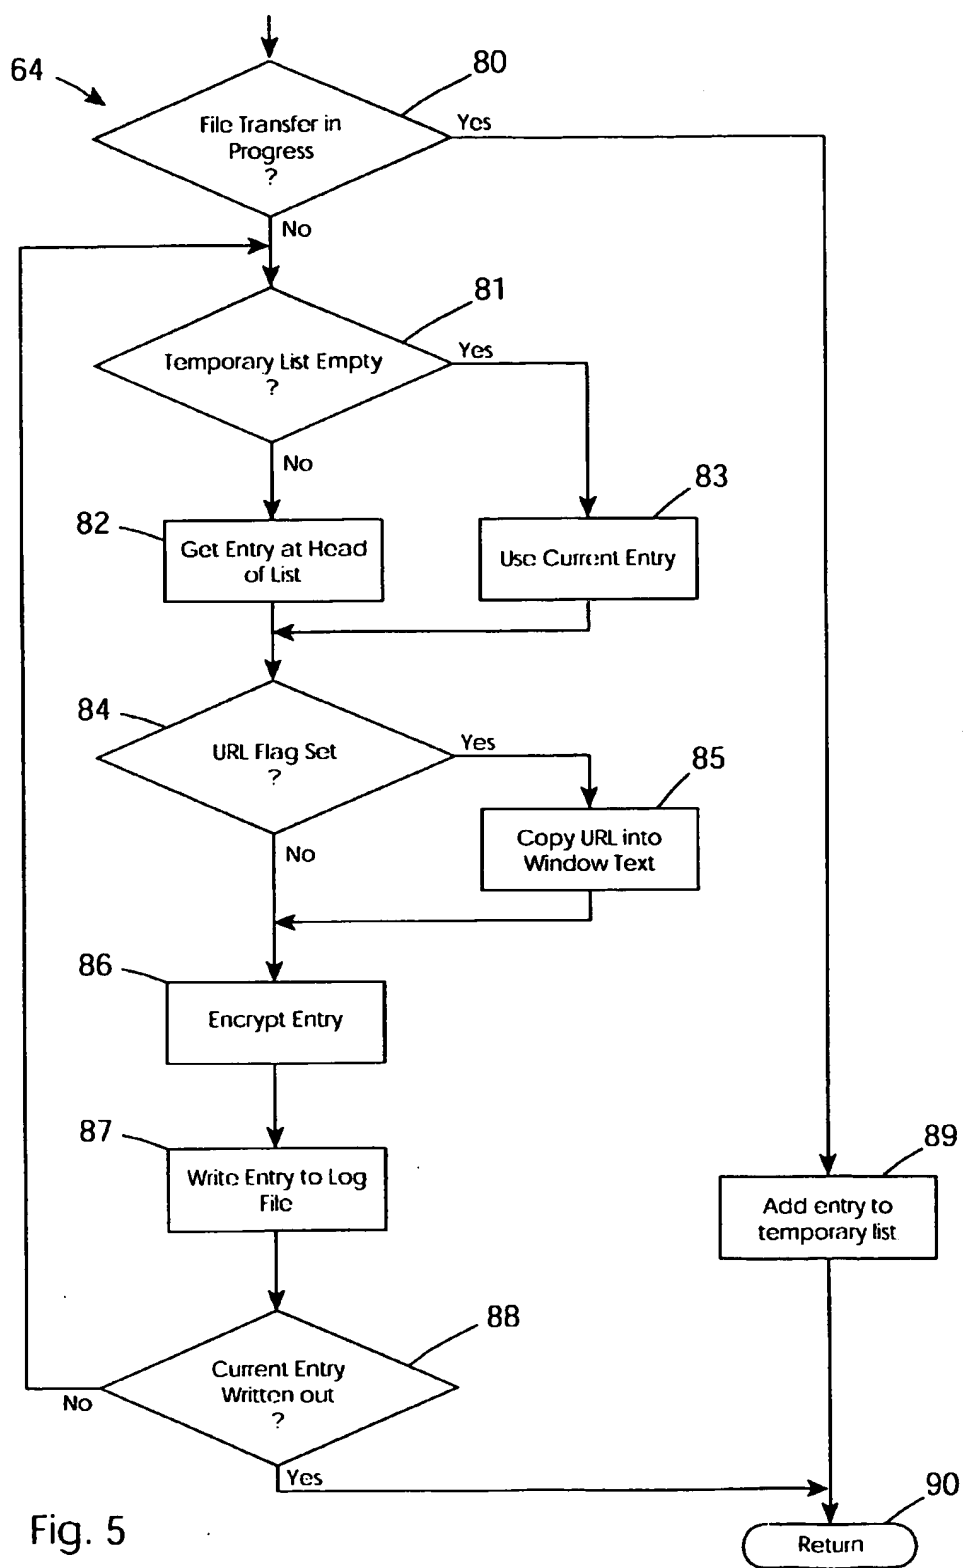 64
80
File Transfer in
Progress
?
Yes
No
81
Temporary List Empty
?
Yes
No
82
Get Entry at Head
of List
83
Use Current Entry
84
URL Flag Set
?
Yes
No
85
Copy URL into
Window Text
86
Encrypt Entry
87
Write Entry to Log
File
88
Current Entry
Written out
?
No
Yes
89
Add entry to
temporary list
90
Return
Fig. 5